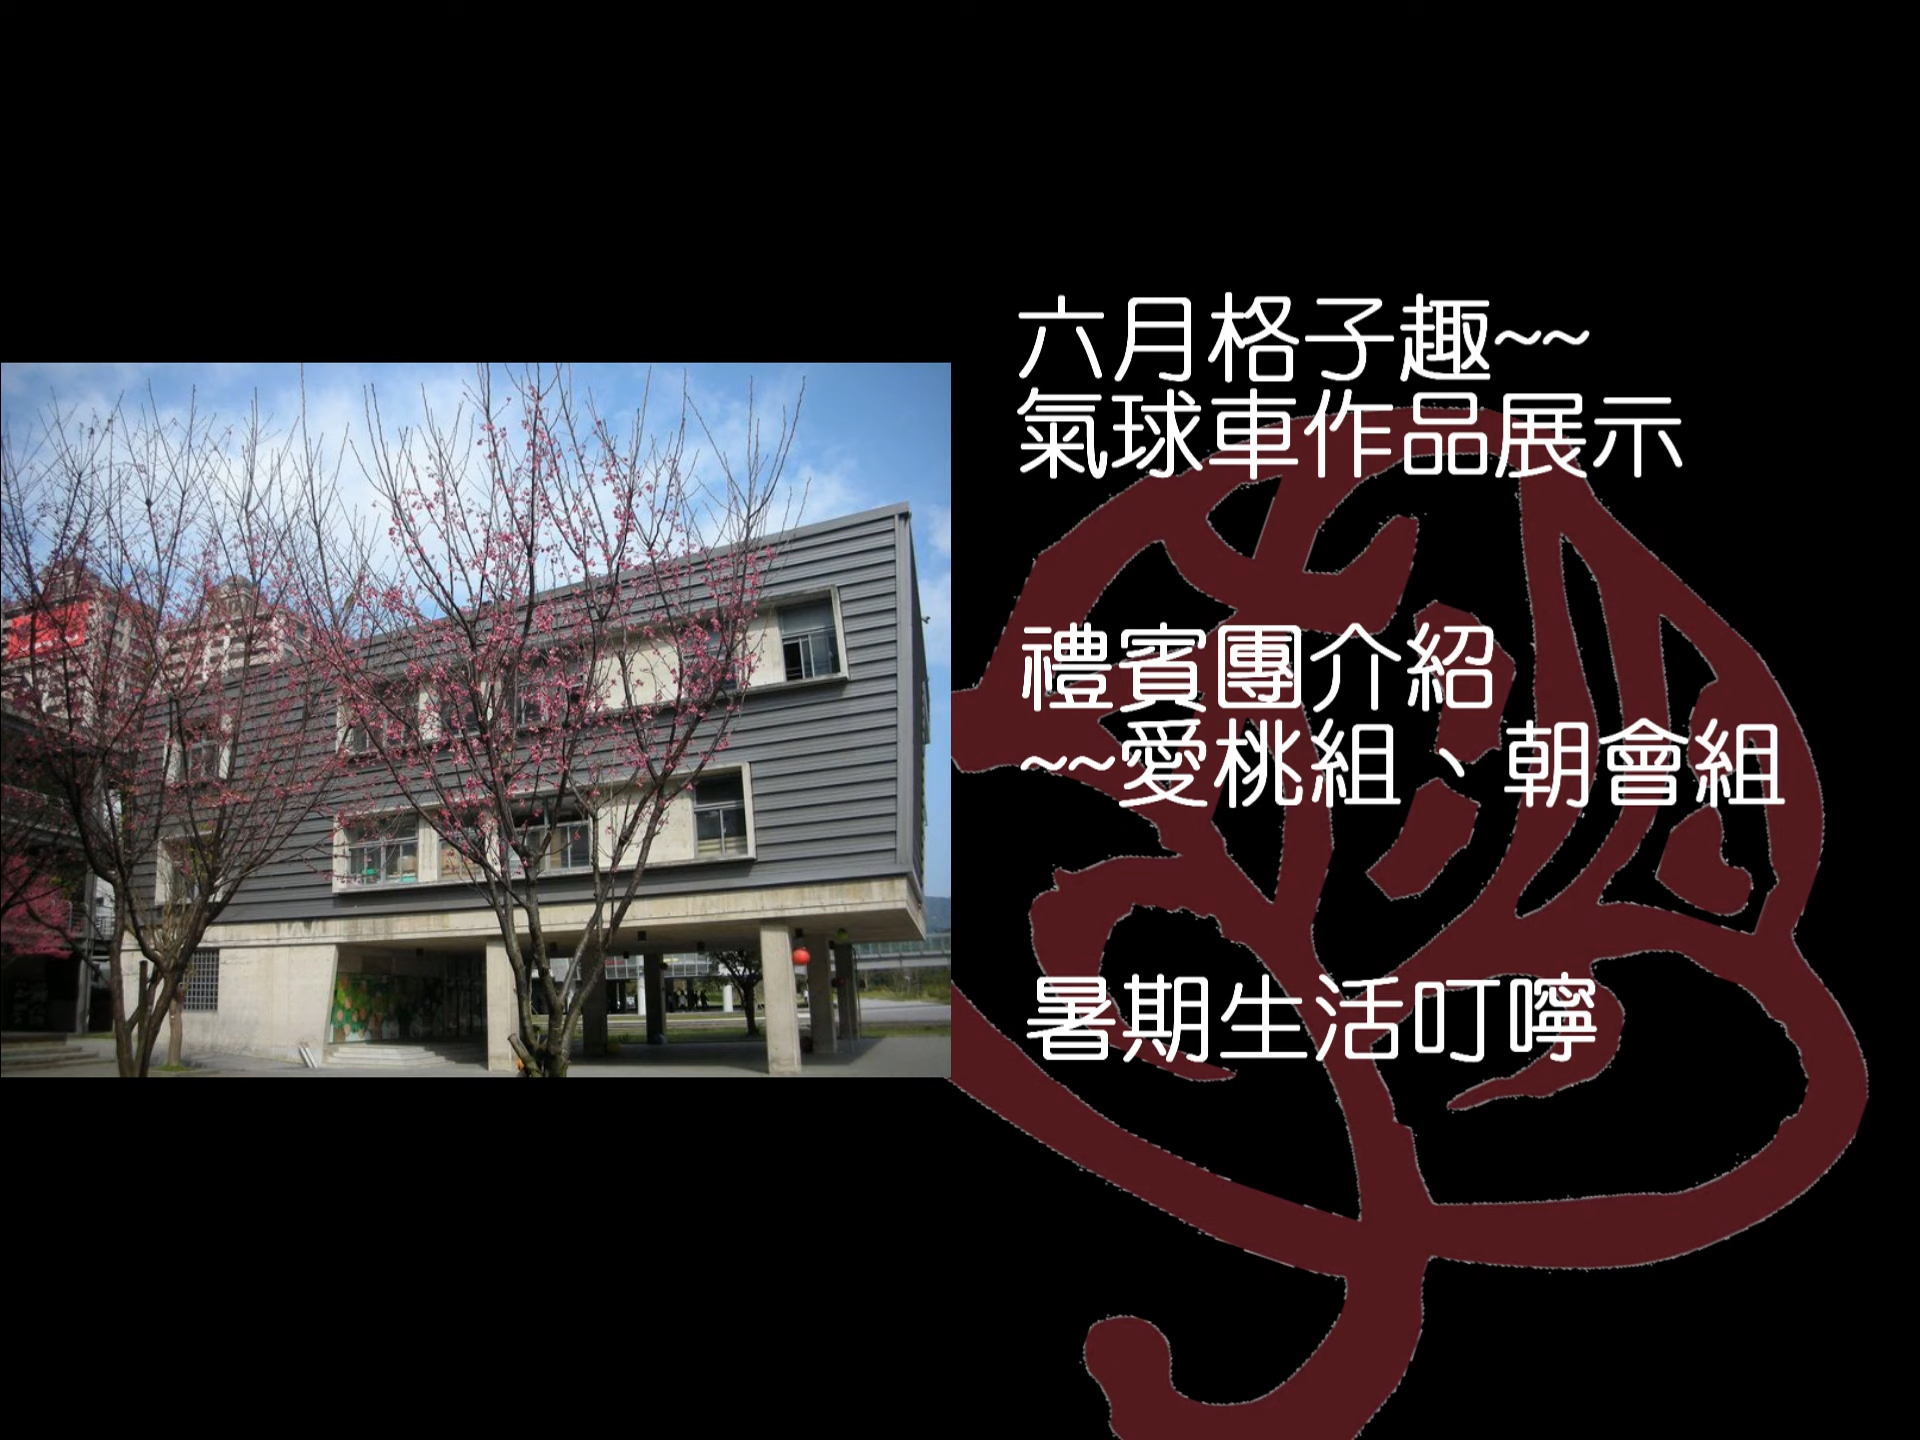 六月格子趣~~
氣球車作品展示
禮賓團介紹
~~愛桃組、朝會組
暑期生活叮嚀